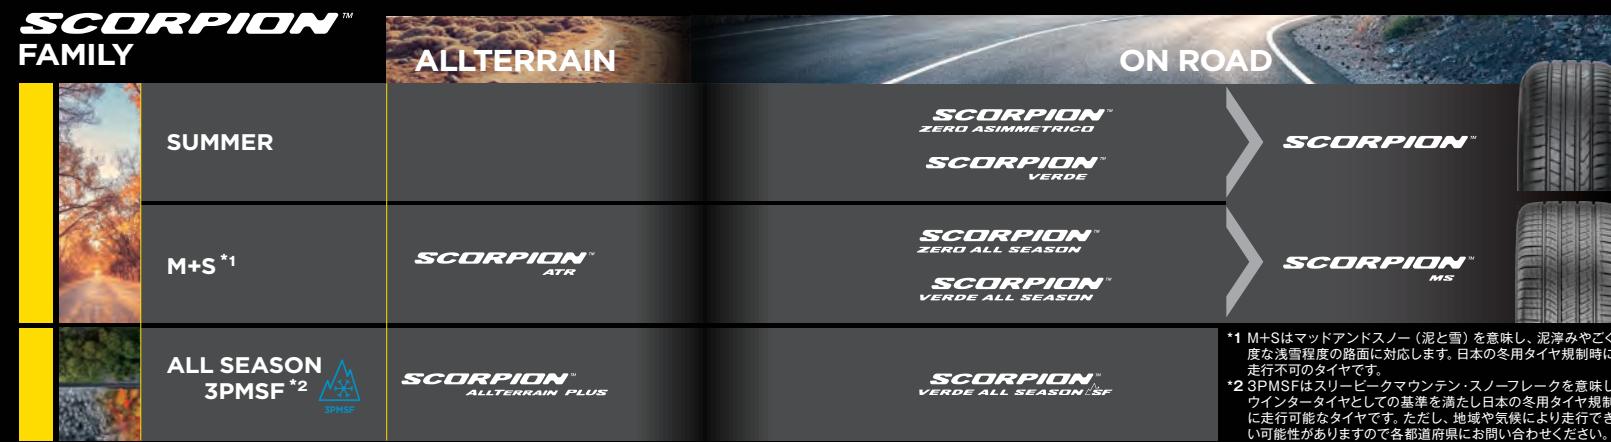 SCORPION™
FAMILY
ALLTERRAIN
ON ROAD
SUMMER
SCORPION™
ZERO ASIMMETRICO
SCORPION™
VERDE
SCORPION™
M+S *1
SCORPION™
ATR
SCORPION™
ZERO ALL SEASON
SCORPION™
VERDE ALL SEASON
SCORPION™
MS
ALL SEASON
3PMSF *2
3PMSF
SCORPION™
ALLTERRAIN PLUS
SCORPION™
VERDE ALL SEASON SF
*1 M+Sはマッドアンドスノー（泥と雪）を意味し、泥濘みやごく
度な浅雪程度の路面に対応します。日本の冬用タイヤ規制時に
走行不可のタイヤです。
*2 3PMSFはスリーピークマウンテン・スノーフレークを意味し
ウインタータイヤとしての基準を満たし日本の冬用タイヤ規制
に走行可能なタイヤです。ただし、地域や気候により走行でき
い可能性がありますので各都道府県にお問い合わせください。